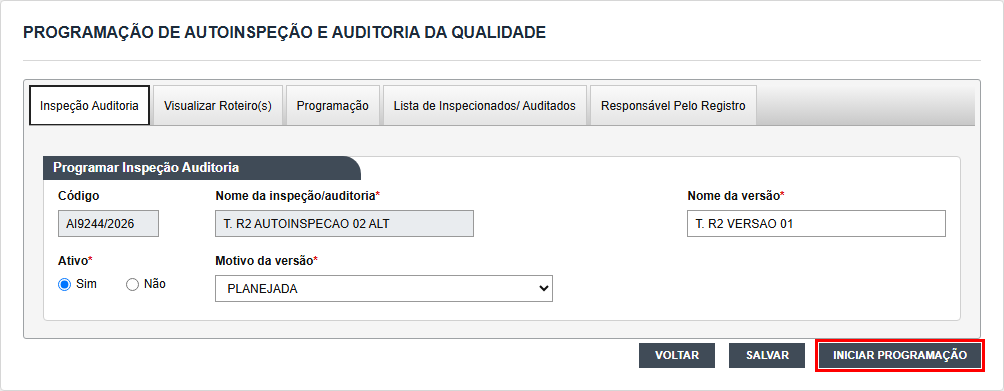 PROGRAMAÇÃO DE AUTOINSPEÇÃO E AUDITORIA DA QUALIDADE
Inspeção Auditoria
Visualizar Roteiro(s)
Programação
Lista de Inspecionados/ Auditados
Responsável Pelo Registro
Programar Inspeção Auditoria
Código
Nome da inspeção/auditoria*
Nome da versão*
AI9244/2026
T. R2 AUTOINSPECAO 02 ALT
T. R2 VERSAO 01
Ativo*
Motivo da versão*
Sim
Não
PLANEJADA
VOLTAR
SALVAR
INICIAR PROGRAMAÇÃO